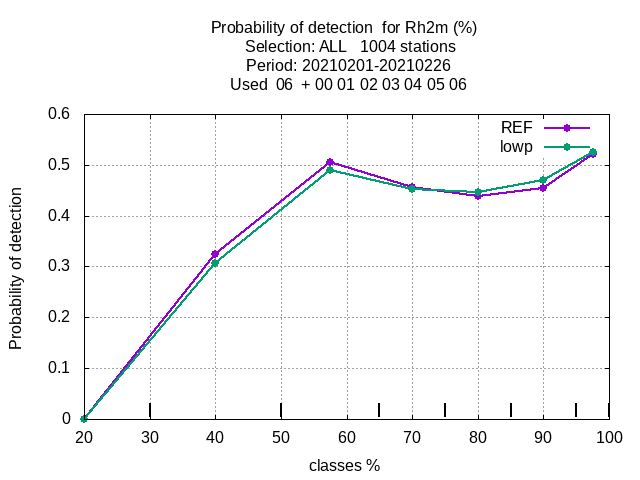 Probability of detection  for Rh2m (%)
Selection: ALL   1004 stations
Period: 20210201-20210226
Used  06  + 00 01 02 03 04 05 06
REF
lowp
Probability of detection
0.6
0.5
0.4
0.3
0.2
0.1
0
20 30 40 50 60 70 80 90 100
classes %